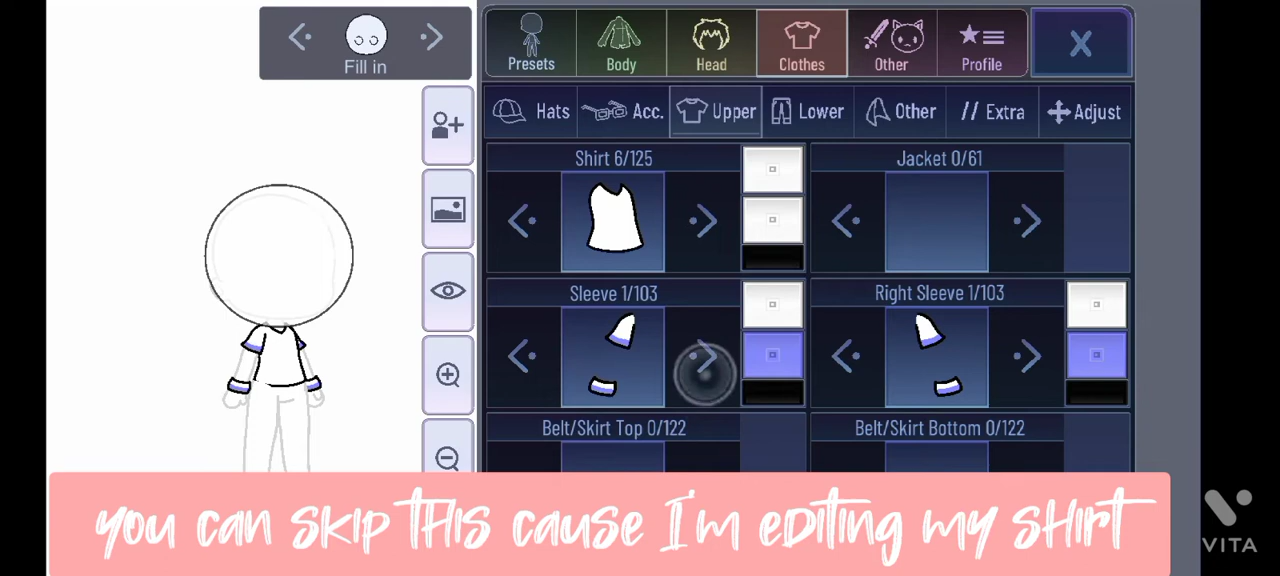 Fill in
Presets
Body
Head
Clothes
Other
Profile
X
Hats
Acc.
Upper
Lower
Other
Extra
Adjust
Shirt 6/125
Jacket 0/61
Sleeve 1/103
Right Sleeve 1/103
Belt/Skirt Top 0/122
Belt/Skirt Bottom 0/122
you can skip this cause I'm editing my shirt
VITA